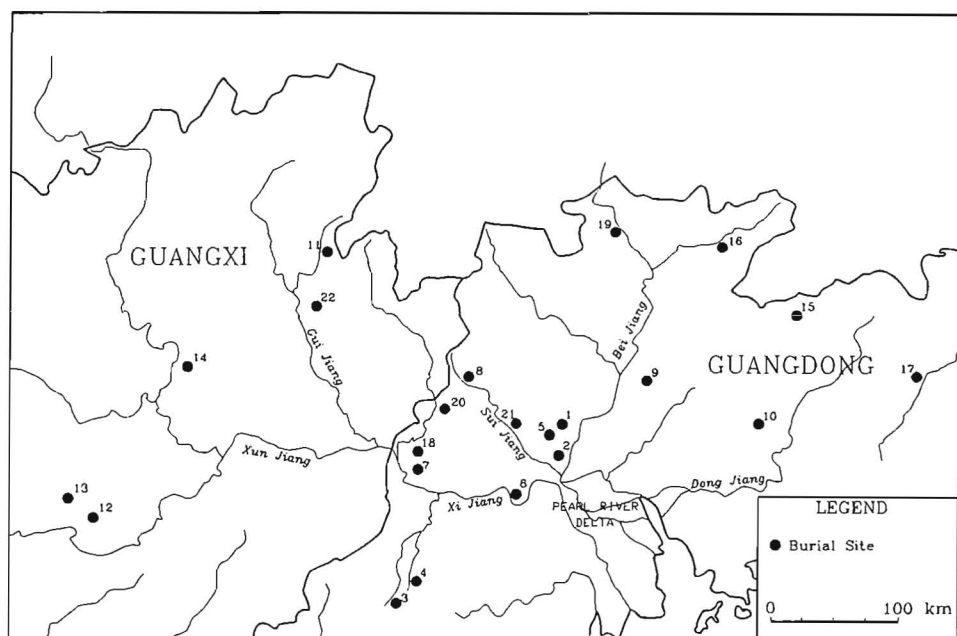 19
16
11
GUANGXI
22
15
Gui Jiang
Bei Jiang
14
8
9
GUANGDONG
17
20
21
1
5
10
Sui Jiang
18
2
Xun Jiang
7
13
6
Dong Jiang
12
Xi Jiang
PEARL RIVER
DELTA
LEGEND
Burial Site
4
3
0 100 km